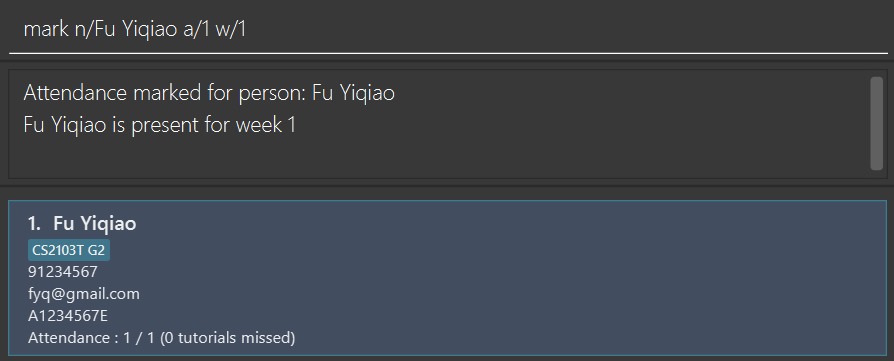 mark n/Fu Yiqiao a/1 w/1
Attendance marked for person: Fu Yiqiao
Fu Yiqiao is present for week 1
1. Fu Yiqiao
CS2103T G2
91234567
fyq@gmail.com
A1234567E
Attendance : 1 / 1 (0 tutorials missed)